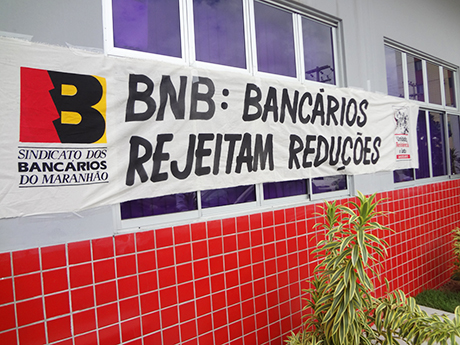 B
SINDICATO DOS
BANCÁRIOS
DO MARANHÃO
BNB: BANCÁRIOS
REJEITAM REDUÇÕES